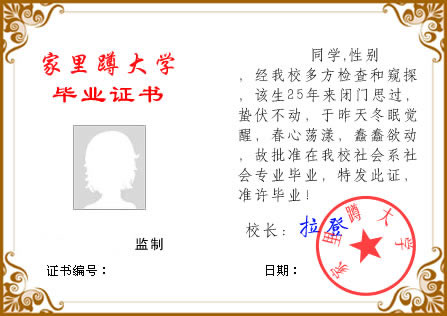 家里蹲大学
毕业证书
监制
证书编号：
同学,性别
，经我校多方检查和窥探
，该生25年来闭门思过，
蛰伏不动，于昨天冬眠觉
醒，春心荡漾，蠢蠢欲动
，故批准在我校社会系社
会专业毕业，特发此证，
准许毕业！
校长：拉登
日期：
家里蹲大学